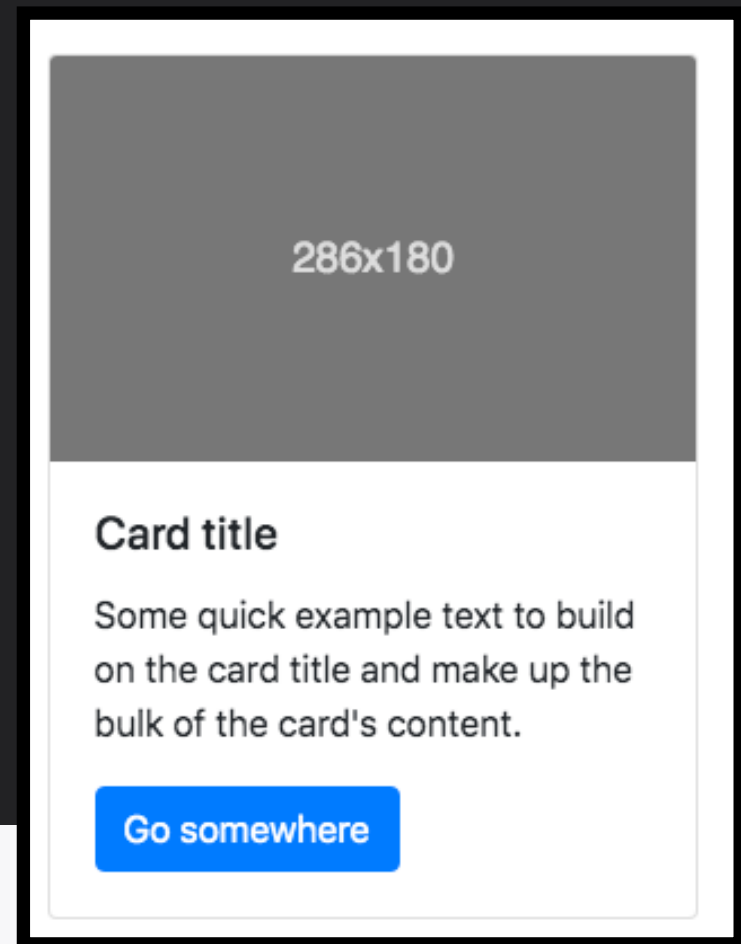 286x180
Card title
Some quick example text to build
on the card title and make up the
bulk of the card's content.
Go somewhere